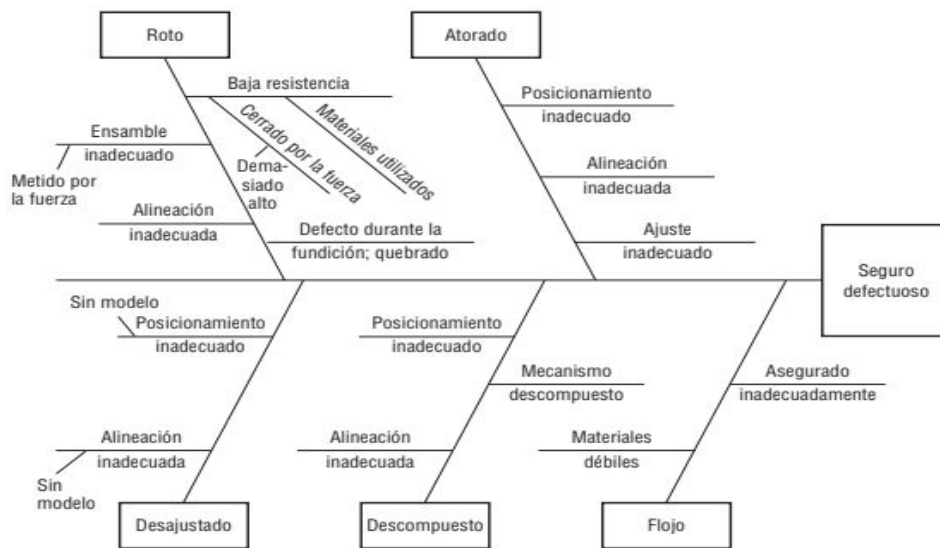 Roto
Atorado
Baja resistencia
Cerrado por la fuerza
Materiales utilizados
Dema-
siado
alto
Ensamble
inadecuado
Metido por
la fuerza
Alineación
inadecuada
Defecto durante la
fundición; quebrado
Posicionamiento
inadecuado
Alineación
inadecuada
Ajuste
inadecuado
Seguro
defectuoso
Sin modelo
Posicionamiento
inadecuado
Alineación
inadecuada
Sin
modelo
Desajustado
Posicionamiento
inadecuado
Mecanismo
descompuesto
Alineación
inadecuada
Descompuesto
Asegurado
inadecuadamente
Materiales
débiles
Flojo